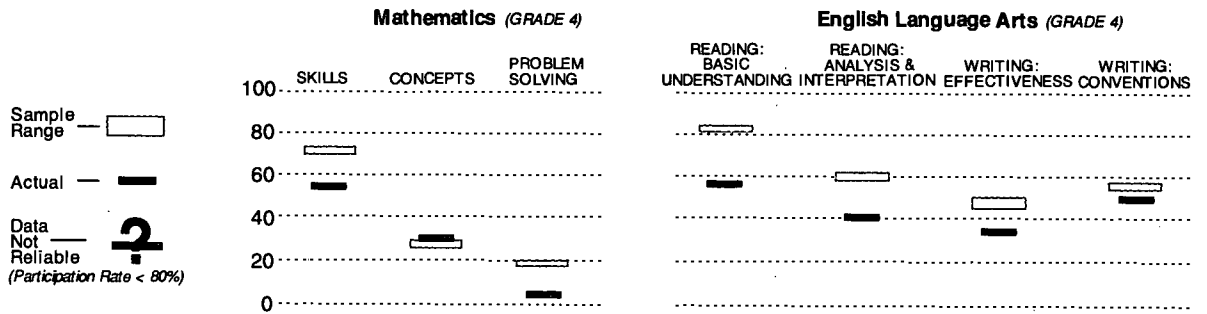 Mathematics (GRADE 4)
SKILLS
CONCEPTS
PROBLEM
SOLVING
100
80
60
40
20
0
English Language Arts (GRADE 4)
READING:
BASIC
UNDERSTANDING
READING:
ANALYSIS &
INTERPRETATION
WRITING:
EFFECTIVENESS
WRITING:
CONVENTIONS
Sample
Range
Actual
Data
Not
Reliable
?
(Participation Rate < 80%)